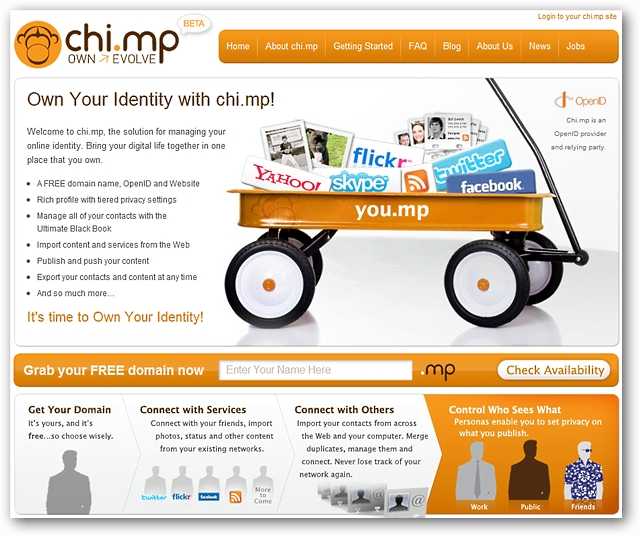 Login to your chi.mp site
chi.mp BETA
OWN EVOLVE
Home About chi.mp Getting Started FAQ Blog About Us News Jobs
Own Your Identity with chi.mp!
Welcome to chi.mp, the solution for managing your
online identity. Bring your digital life together in one
place that you own.
A FREE domain name, OpenID and Website
Rich profile with tiered privacy settings
Manage all of your contacts with the
Ultimate Black Book
Import content and services from the Web
Publish and push your content
Export your contacts and content at any time
And so much more...
It's time to Own Your Identity!
OpenID
Chi.mp is an
OpenID provider
and relying party.
YAHOO!
flickr
skype
twitter
facebook
you.mp
Grab your FREE domain now Enter Your Name Here .mp Check Availability
Get Your Domain
It's yours, and it's
free...so choose wisely.
Connect with Services
Connect with your friends, import
photos, status and other content
from your existing networks.
twitter flickr facebook More to Come
Connect with Others
Import your contacts from across
the Web and your computer. Merge
duplicates, manage them and
connect. Never lose track of your
network again.
@
Control Who Sees What
Personas enable you to set privacy on
what you publish.
Work Public Friends